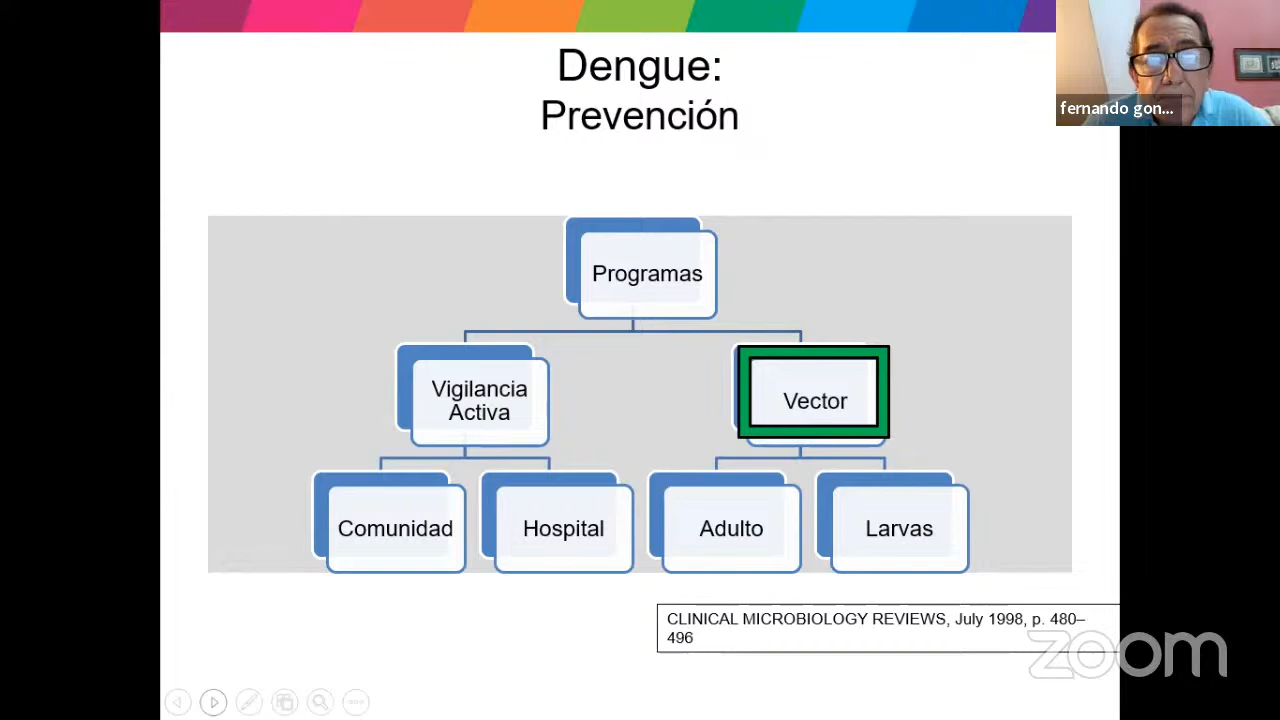 Dengue:
Prevención
fernando gon...
Programas
Vigilancia
Activa
Vector
Comunidad
Hospital
Adulto
Larvas
CLINICAL MICROBIOLOGY REVIEWS, July 1998, p. 480–
496
zoom